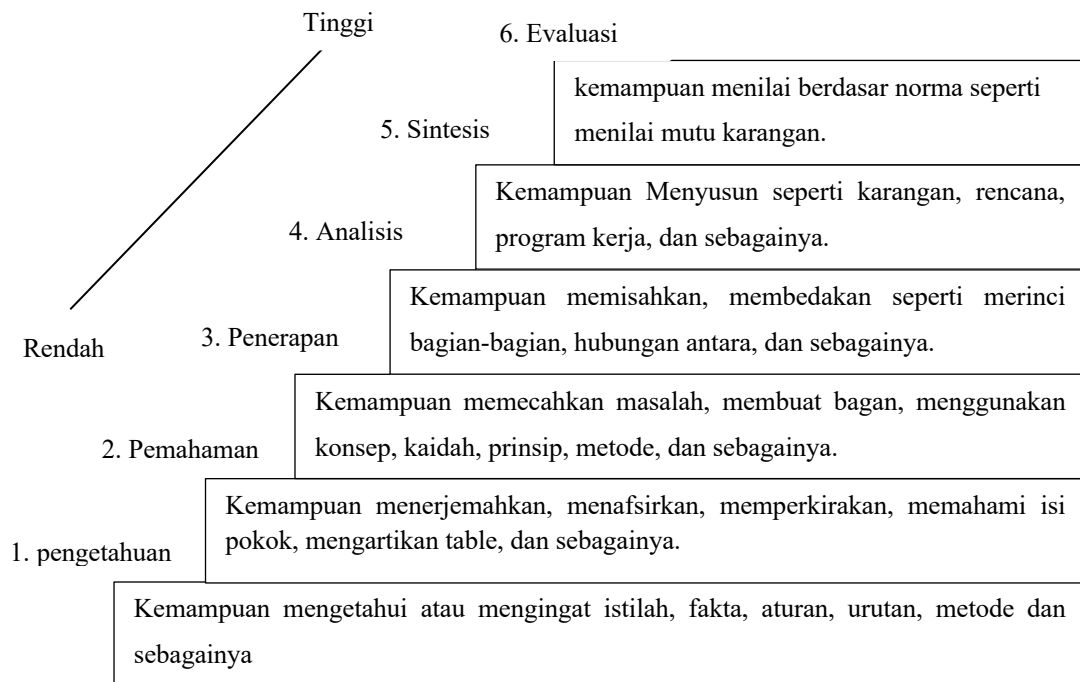 Tinggi
6. Evaluasi
kemampuan menilai berdasar norma seperti
menilai mutu karangan.
5. Sintesis
Kemampuan Menyusun seperti karangan, rencana,
program kerja, dan sebagainya.
4. Analisis
Kemampuan memisahkan, membedakan seperti merinci
bagian-bagian, hubungan antara, dan sebagainya.
Rendah
3. Penerapan
Kemampuan memecahkan masalah, membuat bagan, menggunakan
konsep, kaidah, prinsip, metode, dan sebagainya.
2. Pemahaman
Kemampuan menerjemahkan, menafsirkan, memperkirakan, memahami isi
pokok, mengartikan table, dan sebagainya.
1. pengetahuan
Kemampuan mengetahui atau mengingat istilah, fakta, aturan, urutan, metode dan
sebagainya